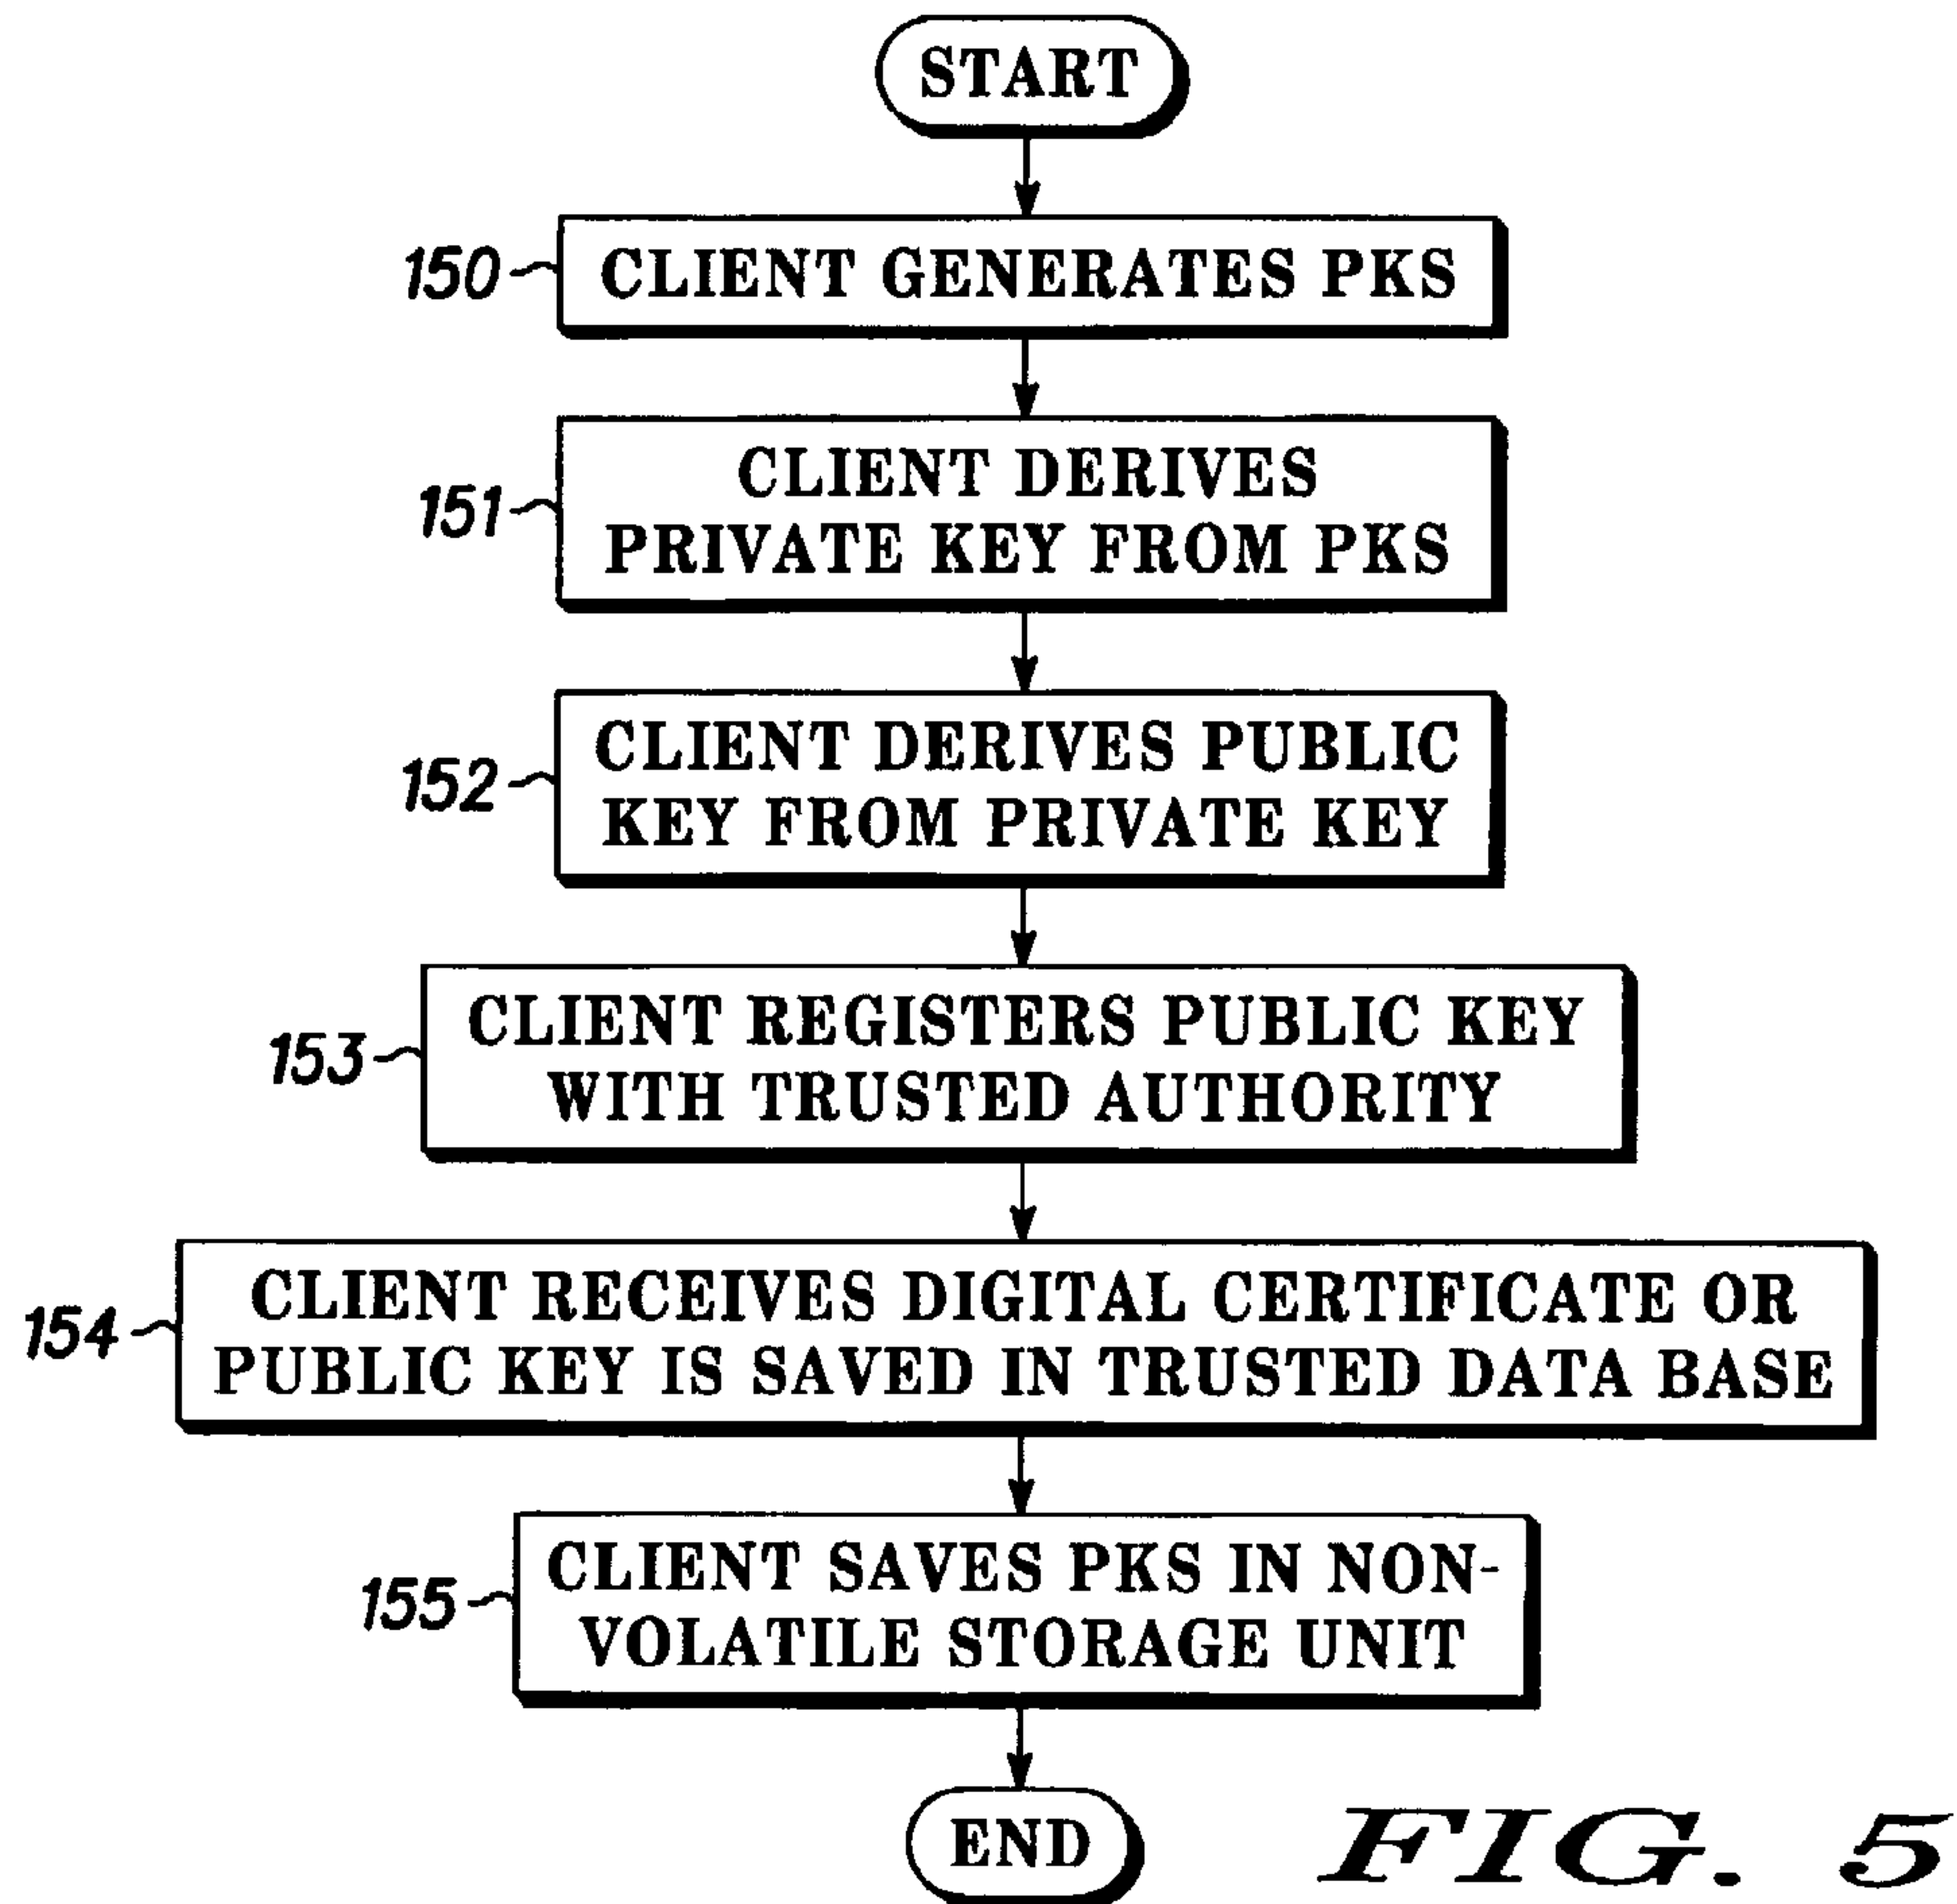 START
150
CLIENT GENERATES PKS
151
CLIENT DERIVES
PRIVATE KEY FROM PKS
152
CLIENT DERIVES PUBLIC
KEY FROM PRIVATE KEY
153
CLIENT REGISTERS PUBLIC KEY
WITH TRUSTED AUTHORITY
154
CLIENT RECEIVES DIGITAL CERTIFICATE OR
PUBLIC KEY IS SAVED IN TRUSTED DATA BASE
155
CLIENT SAVES PKS IN NON-
VOLATILE STORAGE UNIT
END
FIG. 5